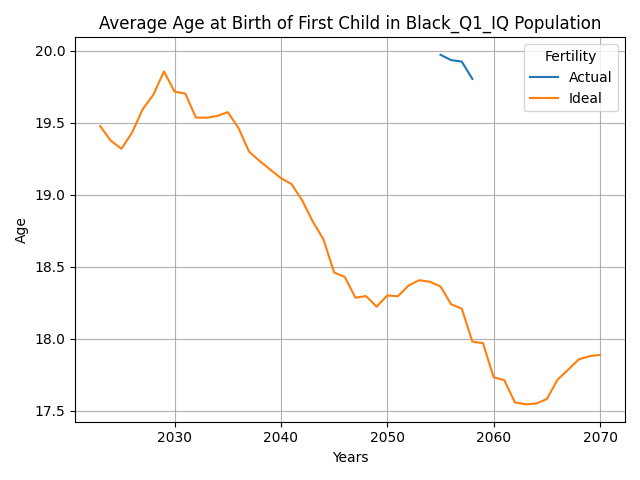 Average Age at Birth of First Child in Black_Q1_IQ Population
Fertility
Actual
Ideal
Age
20.0
19.5
19.0
18.5
18.0
17.5
2030 2040 2050 2060 2070
Years